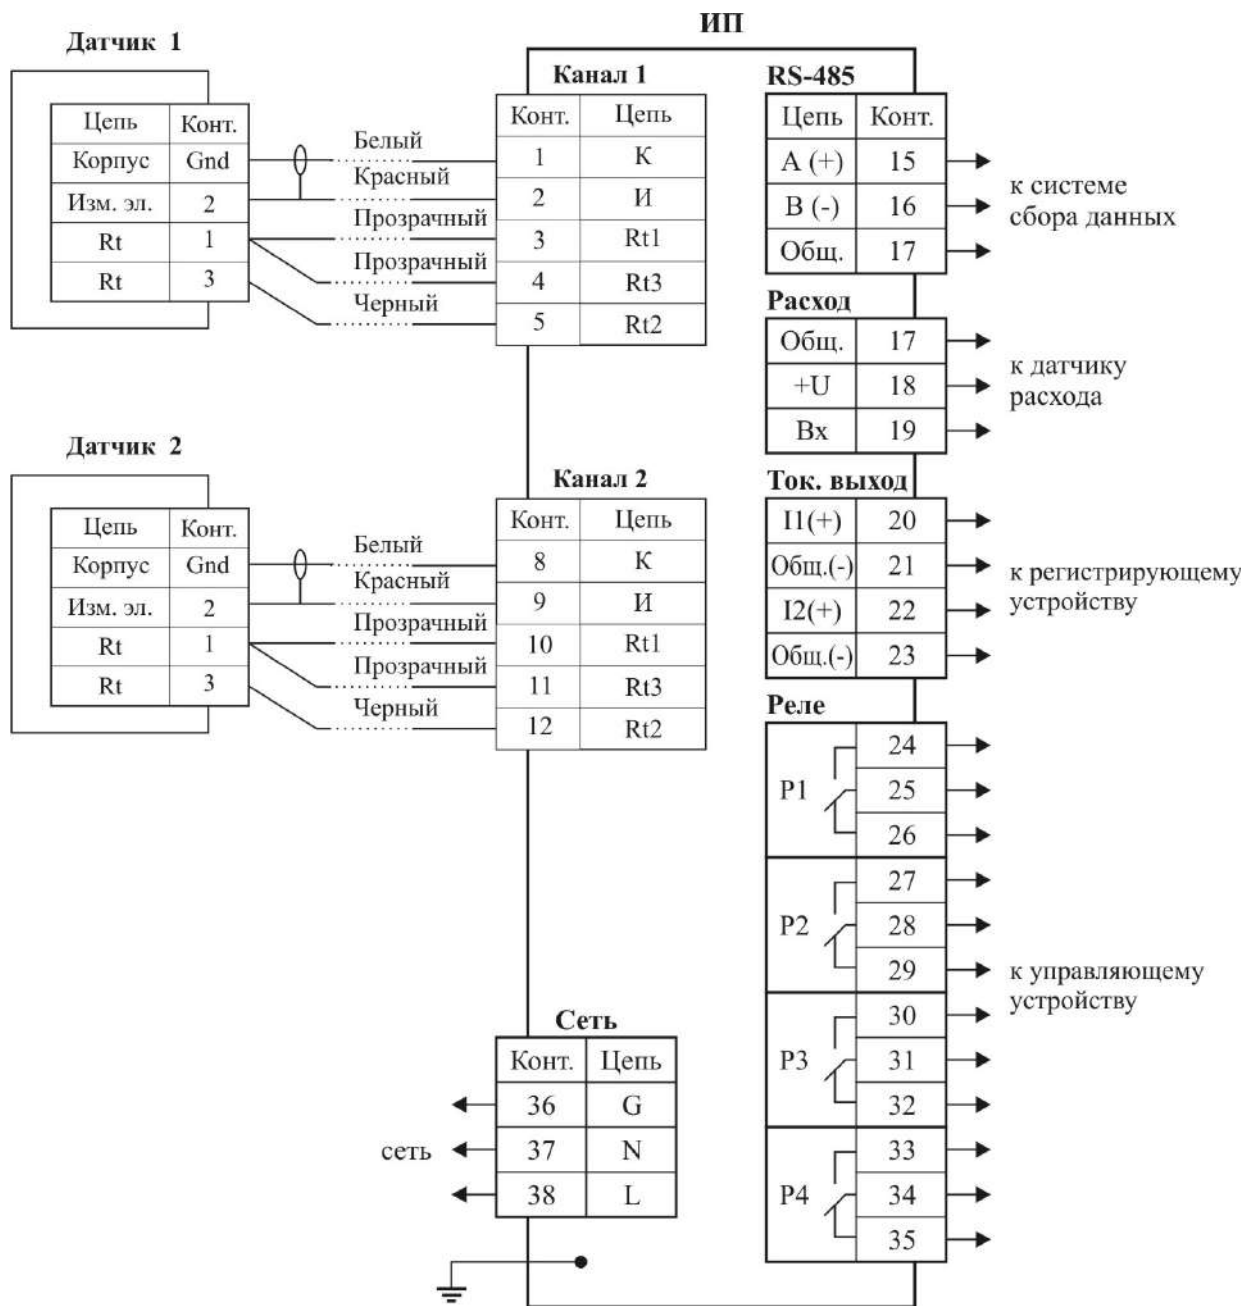 ИП
Датчик 1
Цепь Конт.
Корпус Gnd
Изм. эл. 2
Rt 1
Rt 3
Белый
Красный
Прозрачный
Прозрачный
Черный
Канал 1
Конт. Цепь
1 К
2 И
3 Rt1
4 Rt3
5 Rt2
Датчик 2
Цепь Конт.
Корпус Gnd
Изм. эл. 2
Rt 1
Rt 3
Белый
Красный
Прозрачный
Прозрачный
Черный
Канал 2
Конт. Цепь
8 К
9 И
10 Rt1
11 Rt3
12 Rt2
Сеть
Конт. Цепь
36 G
37 N
38 L
сеть
RS-485
Цепь Конт.
A (+) 15
B (-) 16
Общ. 17
к системе
сбора данных
Расход
Общ. 17
+U 18
Вх 19
к датчику
расхода
Ток. выход
I1(+) 20
Общ.(-) 21
I2(+) 22
Общ.(-) 23
к регистрирующему
устройству
Реле
P1
24
25
26
P2
27
28
29
P3
30
31
32
P4
33
34
35
к управляющему
устройству